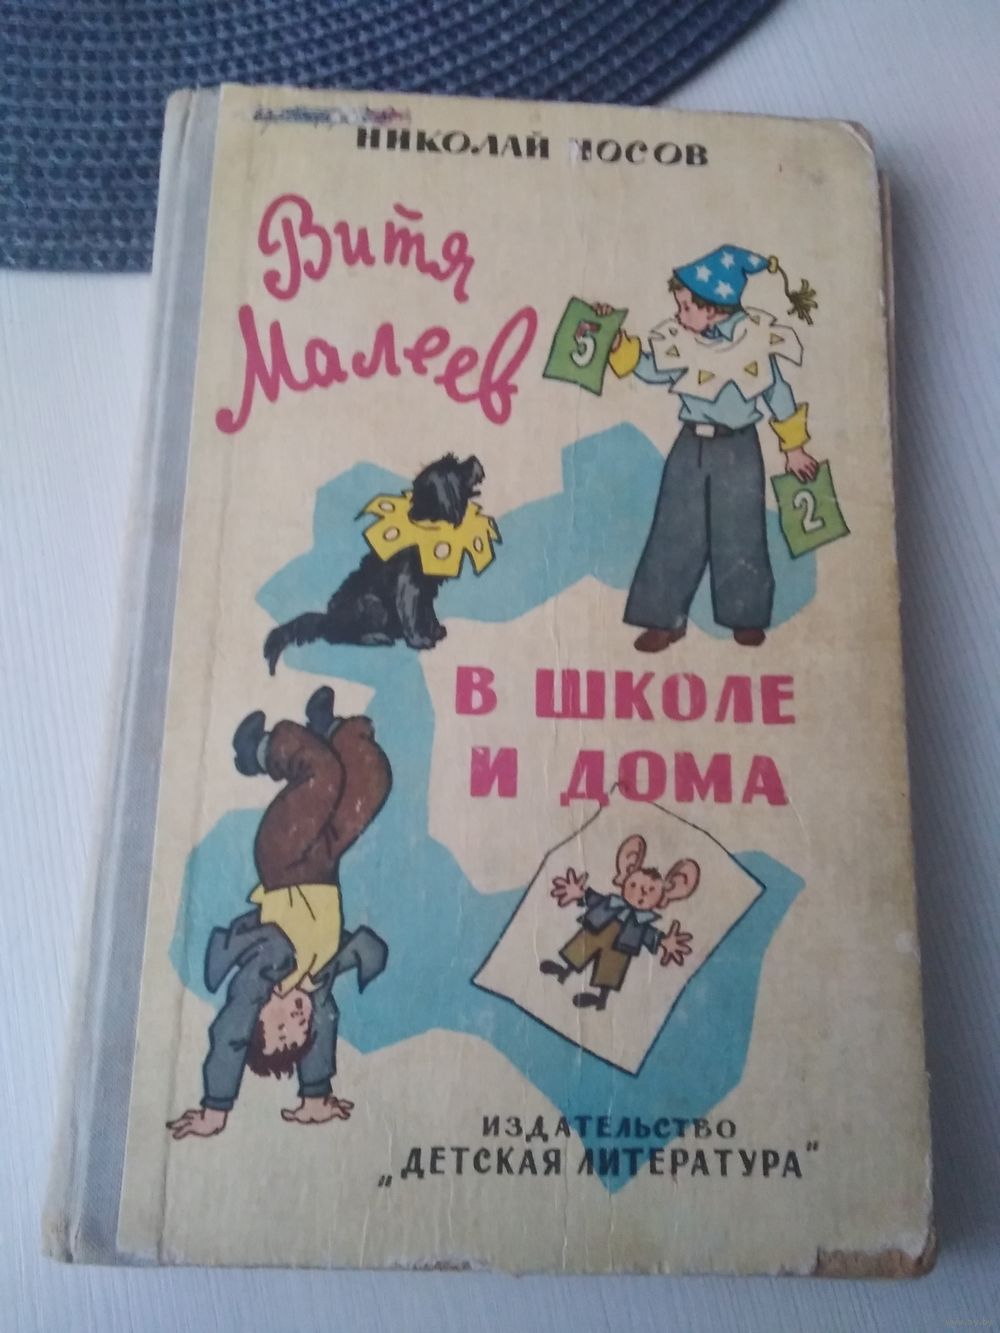 НИКОЛАЙ НОСОВ
Витя
Малеев
5
2
В ШКОЛЕ
И ДОМА
ИЗДАТЕЛЬСТВО
„ДЕТСКАЯ ЛИТЕРАТУРА"